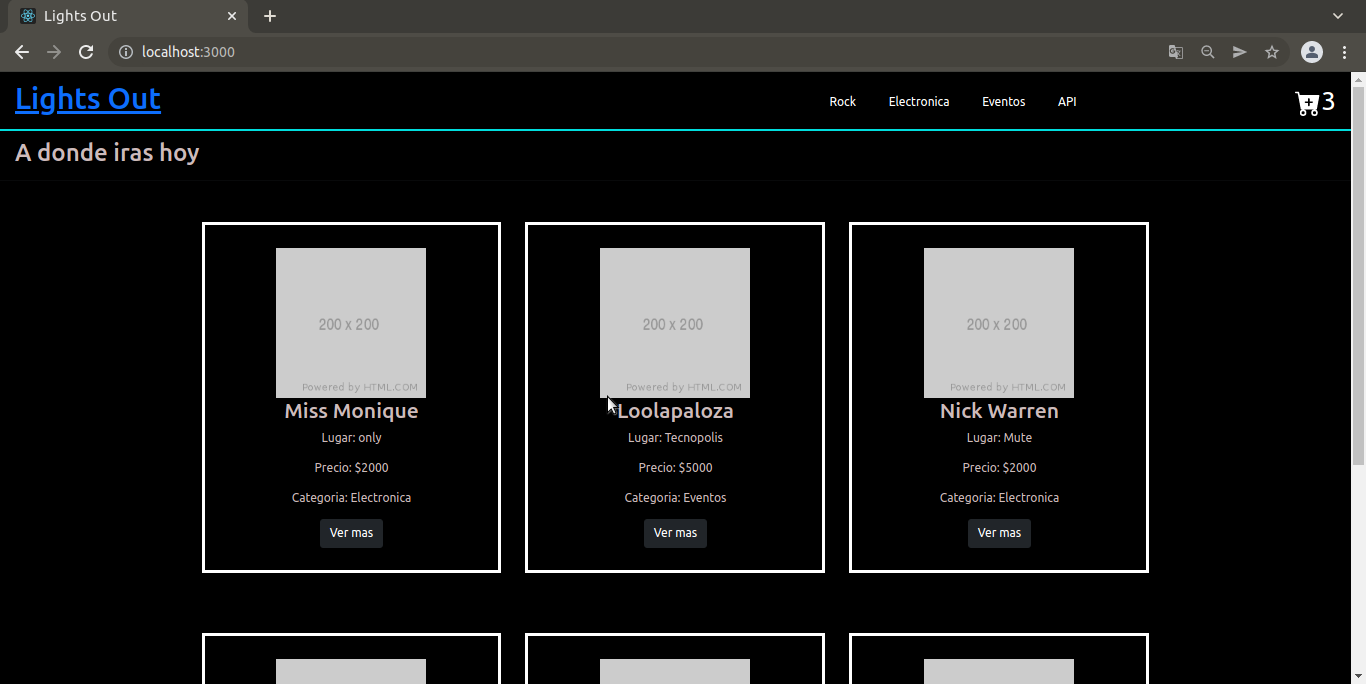 Lights Out
localhost:3000
Lights Out
Rock Electronica Eventos API
3
A donde iras hoy
200 x 200 200 x 200 200 x 200
Powered by HTML.COM Powered by HTML.COM Powered by HTML.COM
Miss Monique Loolapaloza Nick Warren
Lugar: only Lugar: Tecnopolis Lugar: Mute
Precio: $2000 Precio: $5000 Precio: $2000
Categoria: Electronica Categoria: Eventos Categoria: Electronica
Ver mas Ver mas Ver mas